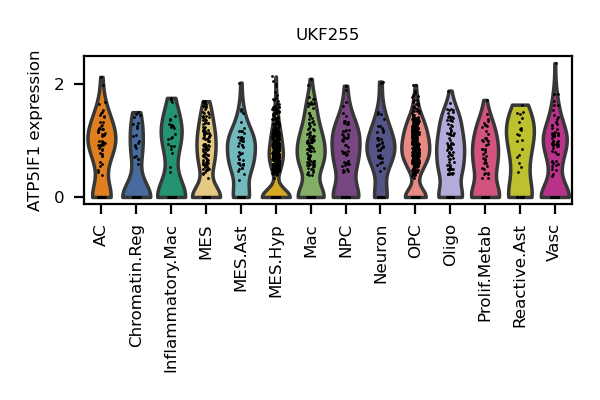 UKF255
ATP5IF1 expression
2
0
AC
Chromatin.Reg
Inflammatory.Mac
MES
MES.Ast
MES.Hyp
Mac
NPC
Neuron
OPC
Oligo
Prolif.Metab
Reactive.Ast
Vasc